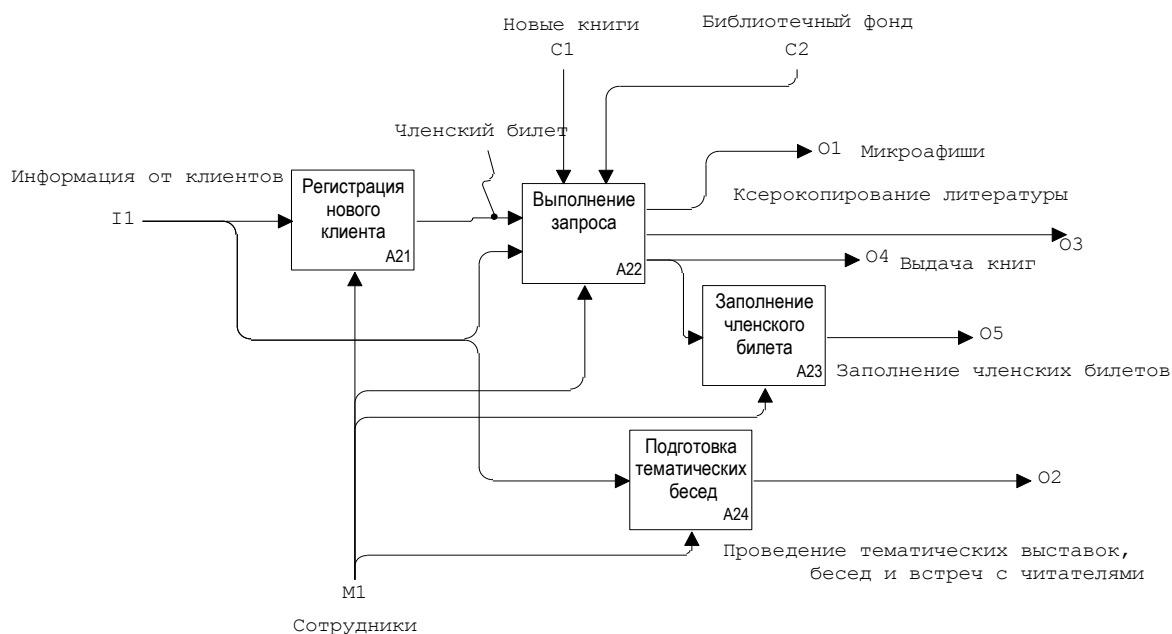 Новые книги
C1
Библиотечный фонд
C2
Членский билет
Информация от клиентов
I1
Регистрация
нового
клиента
A21
Выполнение
запроса
A22
O1
Микроафиши
Ксерокопирование литературы
O3
O4
Выдача книг
Заполнение
членского
билета
A23
O5
Заполнение членских билетов
Подготовка
тематических
бесед
A24
O2
Проведение тематических выставок,
бесед и встреч с читателями
M1
Сотрудники